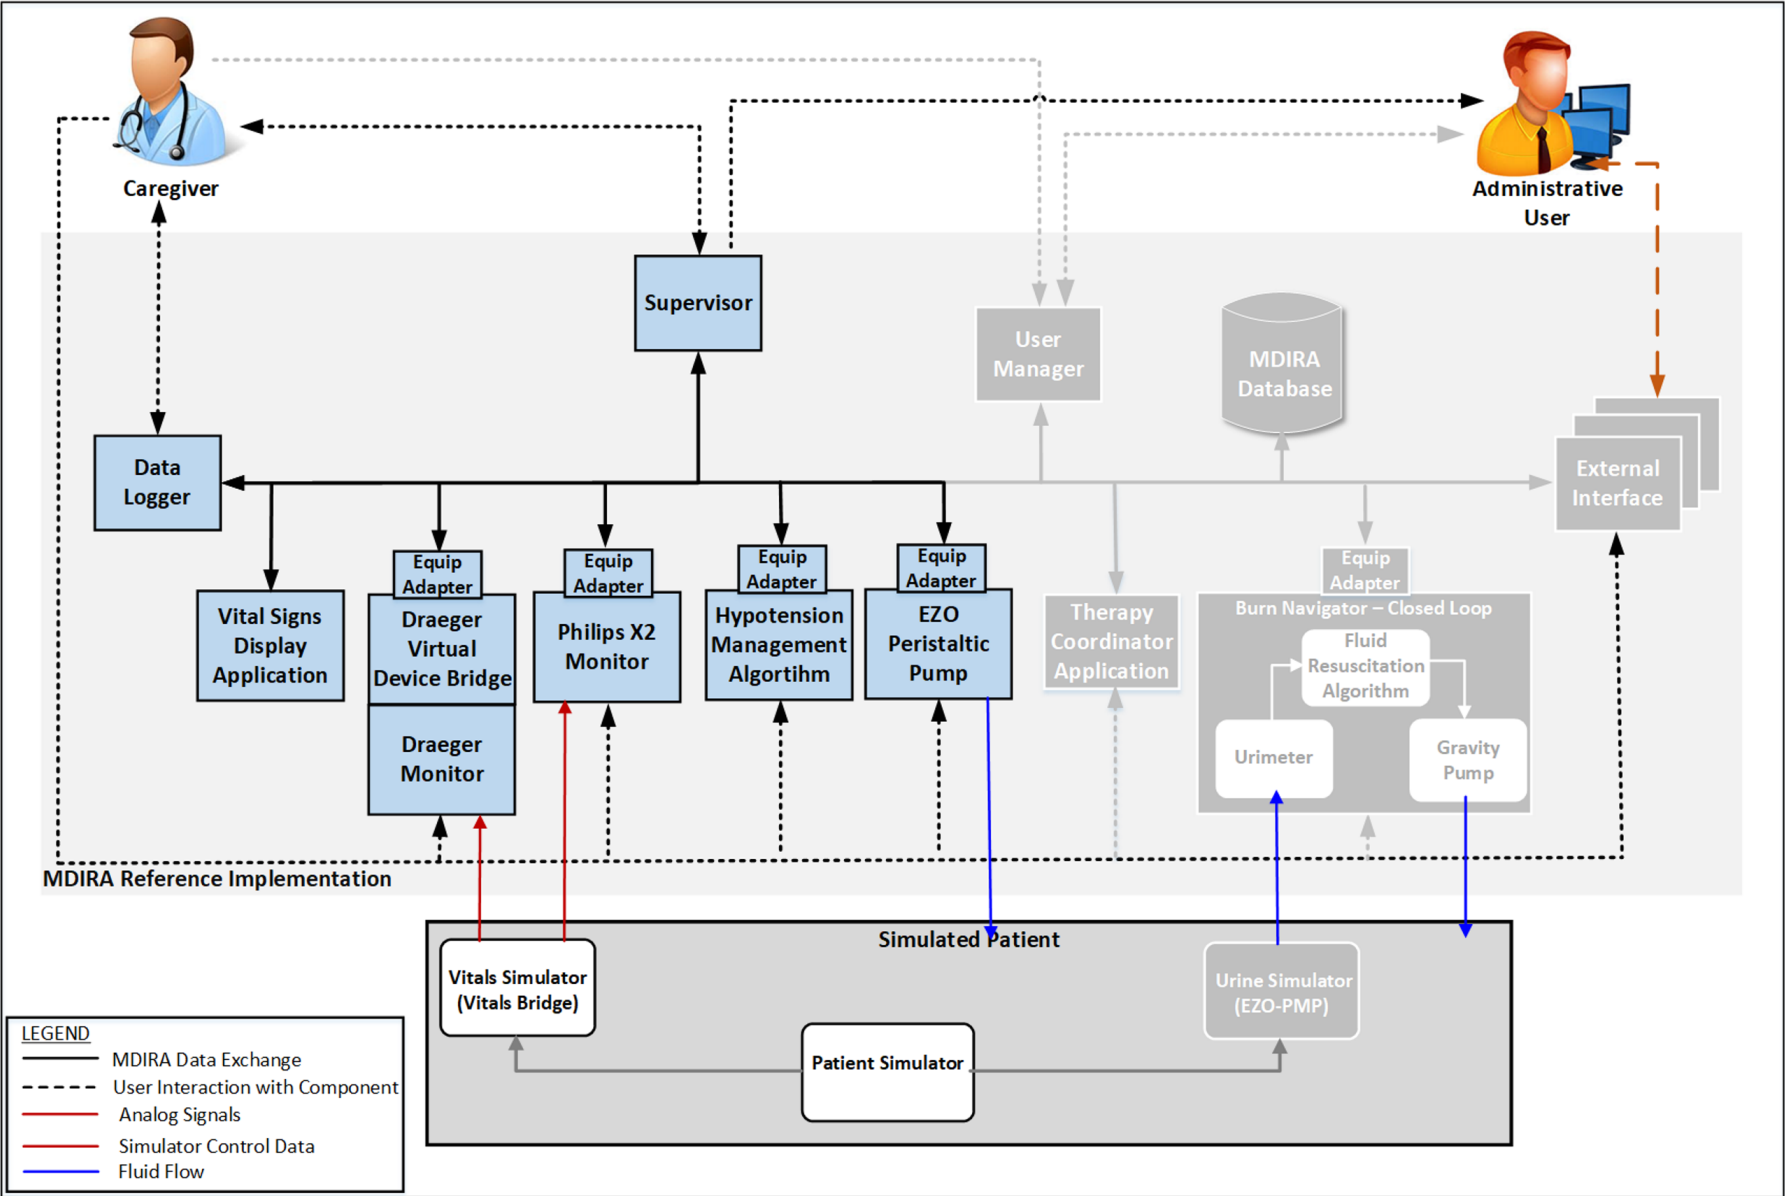 Caregiver
Administrative
User
Supervisor
User
Manager
MDIRA
Database
Data
Logger
External
Interface
Equip
Adapter
Equip
Adapter
Equip
Adapter
Equip
Adapter
Equip
Adapter
Vital Signs
Display
Application
Draeger
Virtual
Device Bridge
Philips X2
Monitor
Hypotension
Management
Algortihm
EZO
Peristaltic
Pump
Therapy
Coordinator
Application
Burn Navigator – Closed Loop
Fluid
Resuscitation
Algorithm
Draeger
Monitor
Urimeter
Gravity
Pump
MDIRA Reference Implementation
Simulated Patient
Vitals Simulator
(Vitals Bridge)
Urine Simulator
(EZO-PMP)
Patient Simulator
LEGEND
MDIRA Data Exchange
User Interaction with Component
Analog Signals
Simulator Control Data
Fluid Flow